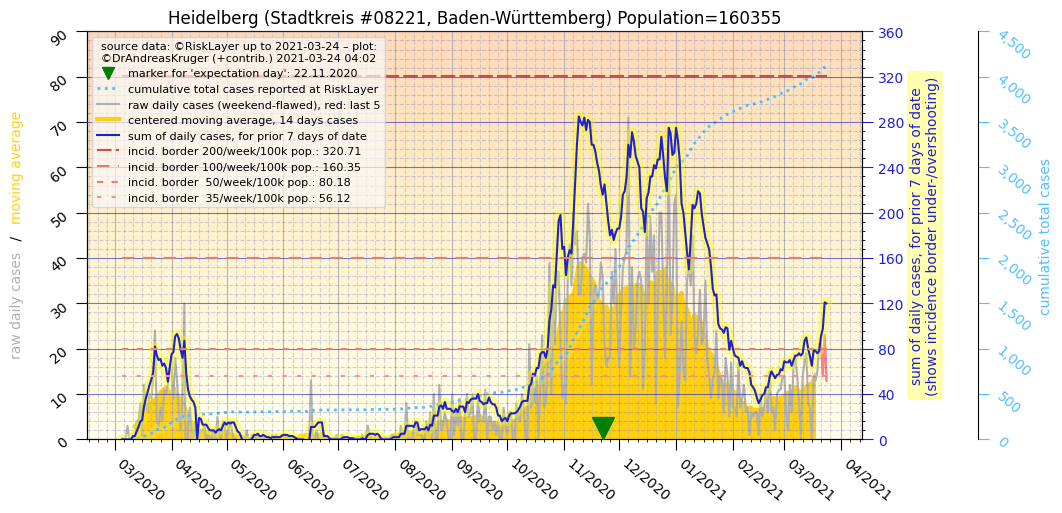 Heidelberg (Stadtkreis #08221, Baden-Württemberg) Population=160355
source data: ©RiskLayer up to 2021-03-24 – plot:
©DrAndreasKruger (+contrib.) 2021-03-24 04:02
marker for 'expectation day': 22.11.2020
cumulative total cases reported at RiskLayer
raw daily cases (weekend-flawed), red: last 5
centered moving average, 14 days cases
sum of daily cases, for prior 7 days of date
incid. border 200/week/100k pop.: 320.71
incid. border 100/week/100k pop.: 160.35
incid. border 50/week/100k pop.: 80.18
incid. border 35/week/100k pop.: 56.12
raw daily cases / moving average
90
80
70
60
50
40
30
20
10
0
03/2020
04/2020
05/2020
06/2020
07/2020
08/2020
09/2020
10/2020
11/2020
12/2020
01/2021
02/2021
03/2021
04/2021
360
320
280
240
200
160
120
80
40
0
sum of daily cases, for prior 7 days of date
(shows incidence border under-/overshooting)
4,500
4,000
3,500
3,000
2,500
2,000
1,500
1,000
500
0
cumulative total cases